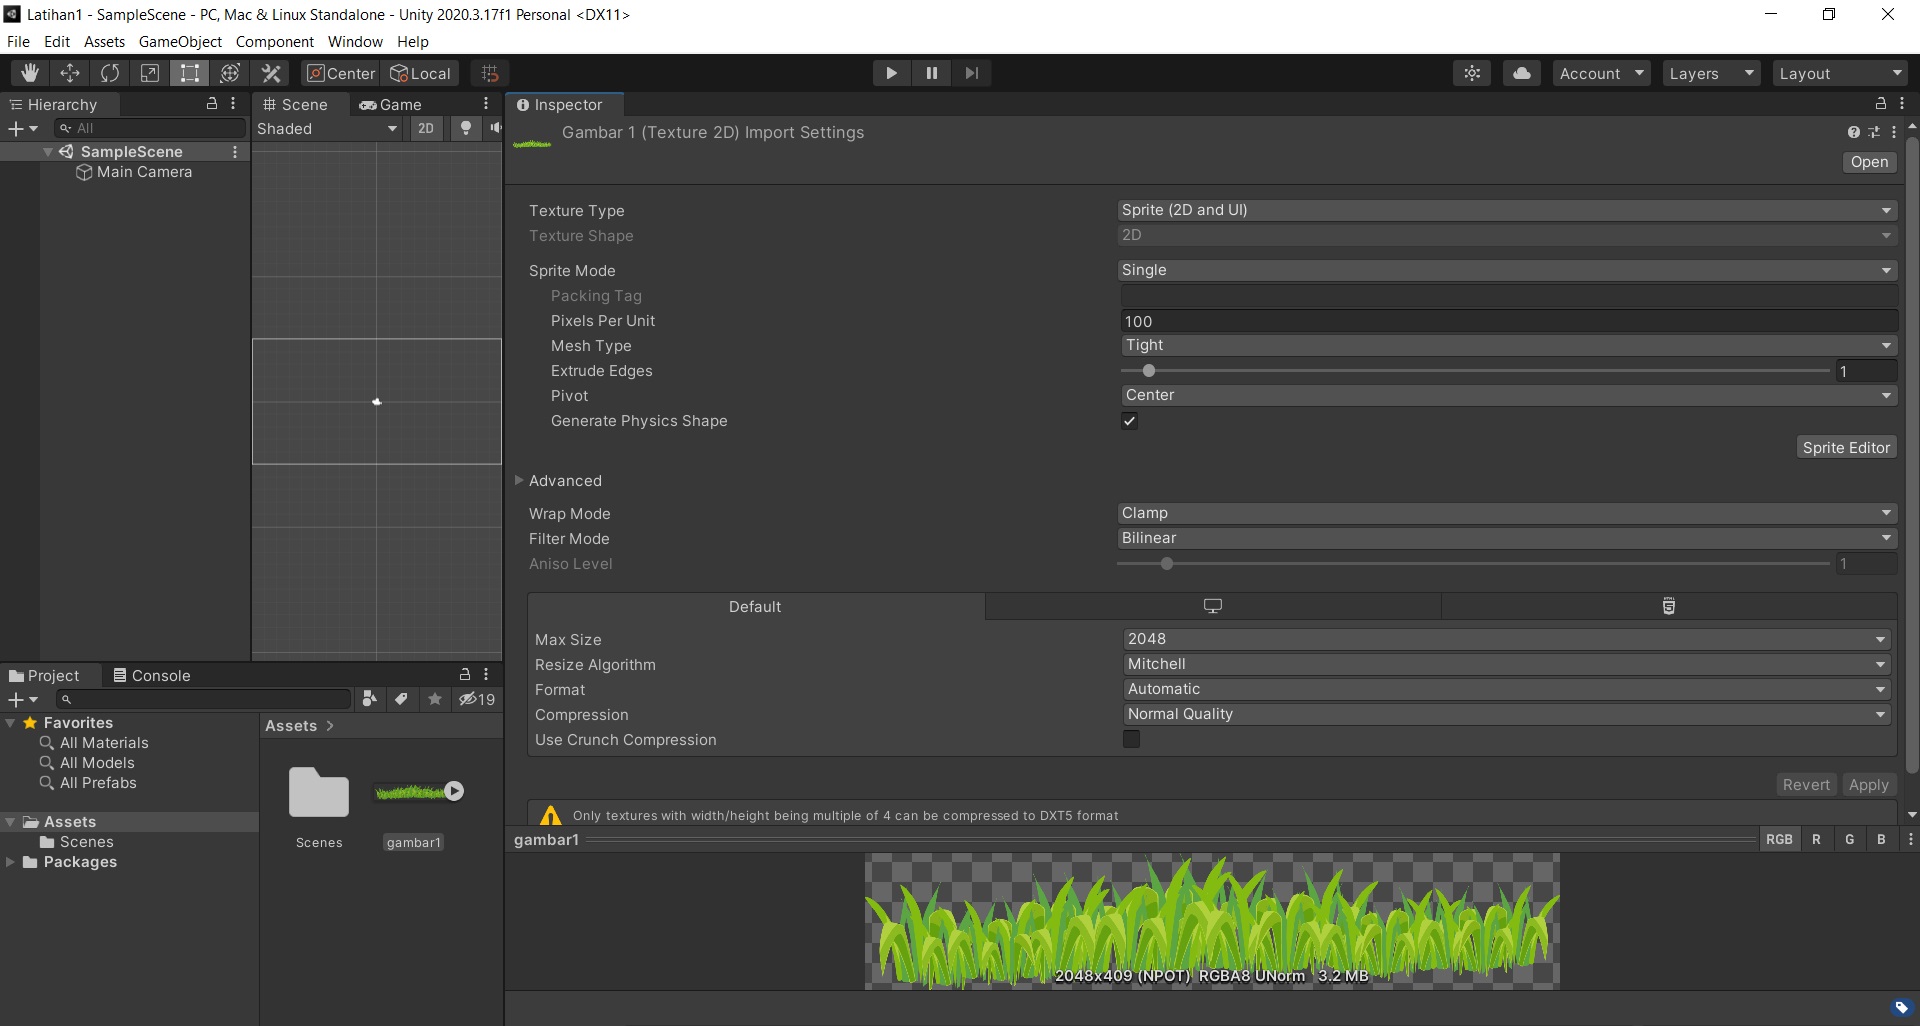 Latihan1 - SampleScene - PC, Mac & Linux Standalone - Unity 2020.3.17f1 Personal <DX11>
File Edit Assets GameObject Component Window Help
Center Local Account Layers Layout
Hierarchy
All
SampleScene
Main Camera
Scene Game
Shaded 2D
Inspector
Gambar 1 (Texture 2D) Import Settings
Open
Texture Type Sprite (2D and UI)
Texture Shape 2D
Sprite Mode Single
Packing Tag
Pixels Per Unit 100
Mesh Type Tight
Extrude Edges 1
Pivot Center
Generate Physics Shape
Sprite Editor
Advanced
Wrap Mode Clamp
Filter Mode Bilinear
Aniso Level 1
Default
Max Size 2048
Resize Algorithm Mitchell
Format Automatic
Compression Normal Quality
Use Crunch Compression
Revert Apply
Only textures with width/height being multiple of 4 can be compressed to DXT5 format
gambar1 RGB R G B
2048x409 (NPOT) RGBA8 UNorm 3.2 MB
Project Console
19
Favorites
All Materials
All Models
All Prefabs
Assets
Scenes
Packages
Assets >
Scenes gambar1